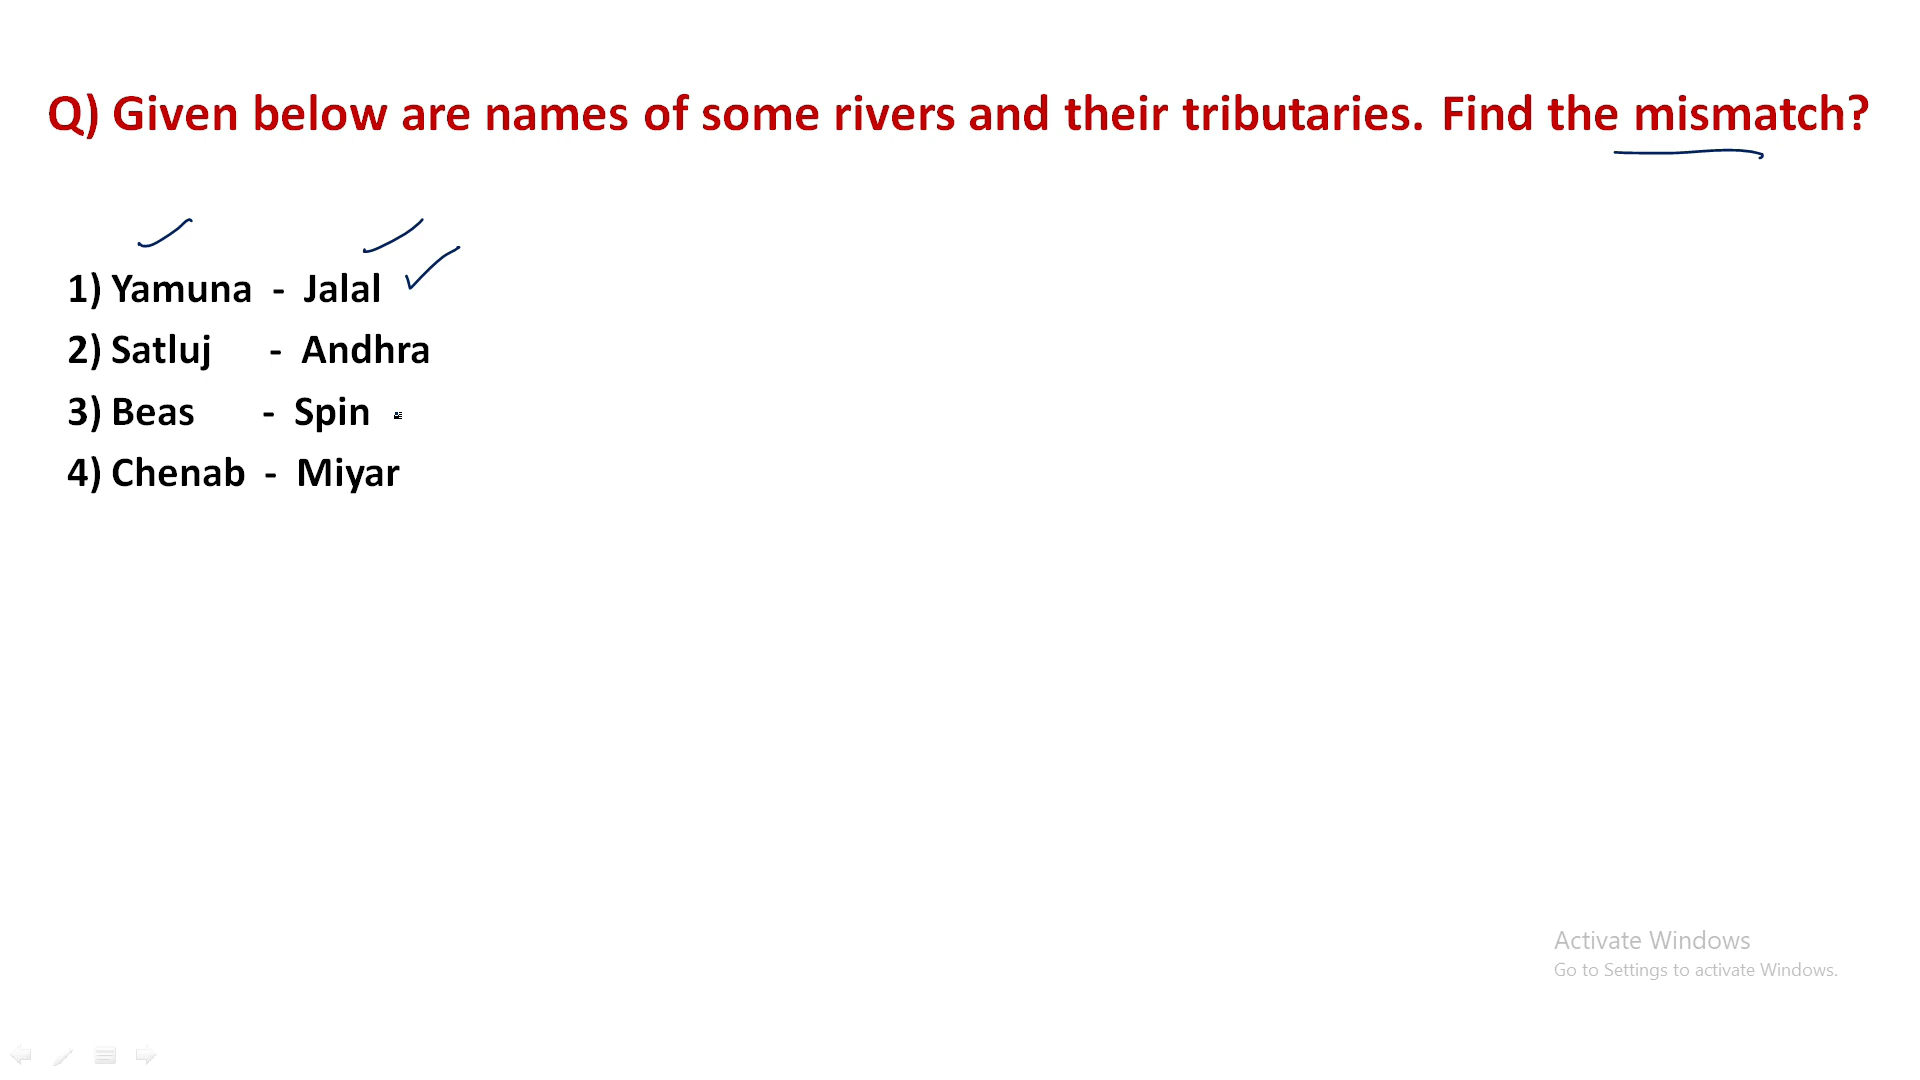 Q) Given below are names of some rivers and their tributaries. Find the mismatch?
1) Yamuna - Jalal
2) Satluj - Andhra
3) Beas - Spin
4) Chenab - Miyar
Activate Windows
Go to Settings to activate Windows.